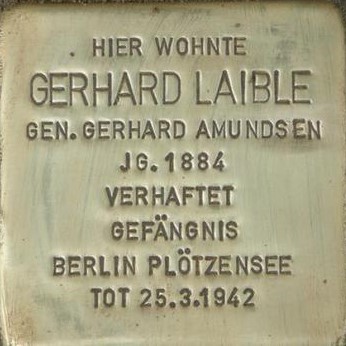 HIER WOHNTE
GERHARD LAIBLE
GEN. GERHARD AMUNDSEN
JG. 1884
VERHAFTET
GEFÄNGNIS
BERLIN PLÖTZENSEE
TOT 25.3.1942